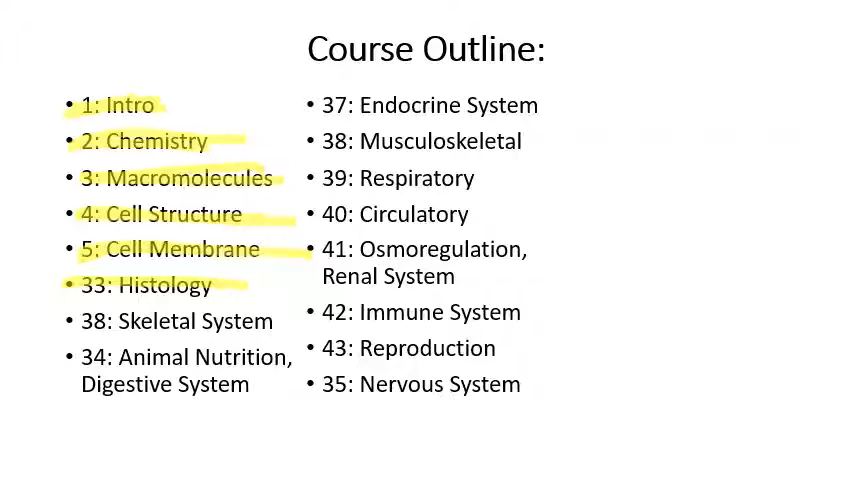 Course Outline:
• 1: Intro
• 2: Chemistry
• 3: Macromolecules
• 4: Cell Structure
• 5: Cell Membrane
• 33: Histology
• 38: Skeletal System
• 34: Animal Nutrition,
Digestive System
• 37: Endocrine System
• 38: Musculoskeletal
• 39: Respiratory
• 40: Circulatory
• 41: Osmoregulation,
Renal System
• 42: Immune System
• 43: Reproduction
• 35: Nervous System